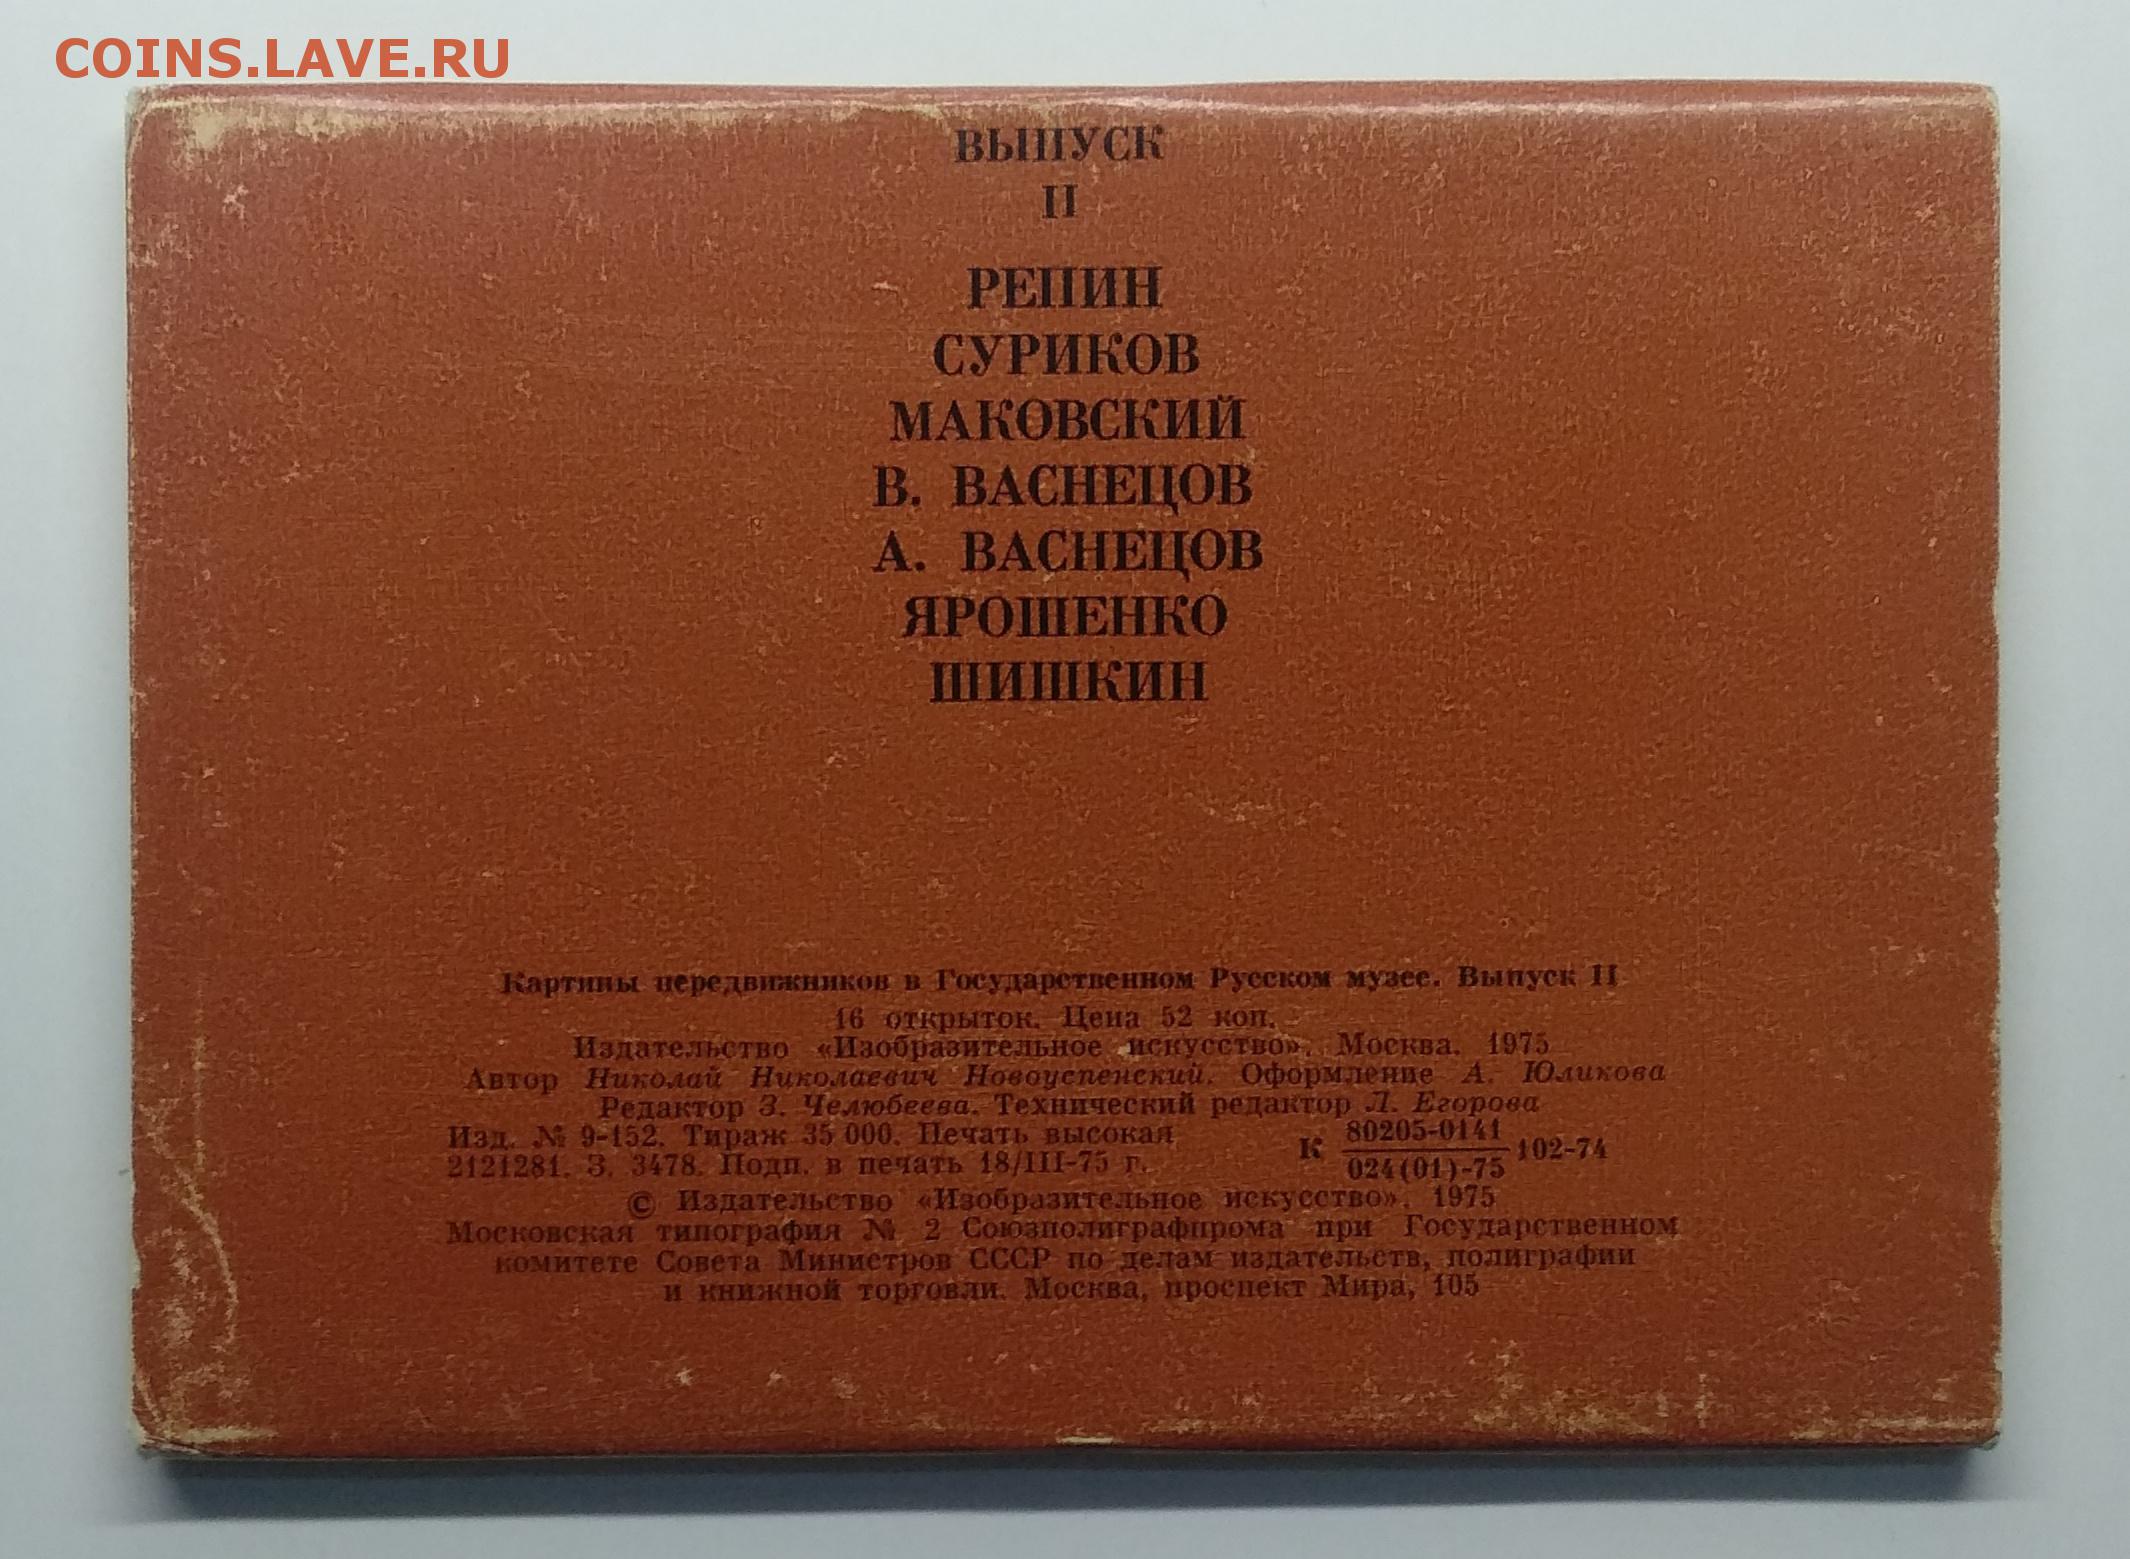 COINS.LAVE.RU
ВЫПУСК
II
РЕПИН
СУРИКОВ
МАКОВСКИЙ
В. ВАСНЕЦОВ
А. ВАСНЕЦОВ
ЯРОШЕНКО
ШИШКИН
Картины передвижников в Государственном Русском музее. Выпуск II
16 открыток. Цена 52 коп.
Издательство «Изобразительное искусство». Москва. 1975
Автор Николай Николаевич Новоуспенский. Оформление А. Юликова
Редактор З. Челюбеева. Технический редактор Л. Егорова
Изд. № 9-152. Тираж 35 000. Печать высокая
2121281. З. 3478. Подп. в печать 18/III-75 г.
К 80205-0141 102-74
024(01)-75
© Издательство «Изобразительное искусство». 1975
Московская типография № 2 Союзполиграфпрома при Государственном
комитете Совета Министров СССР по делам издательств, полиграфии
и книжной торговли. Москва, проспект Мира, 105